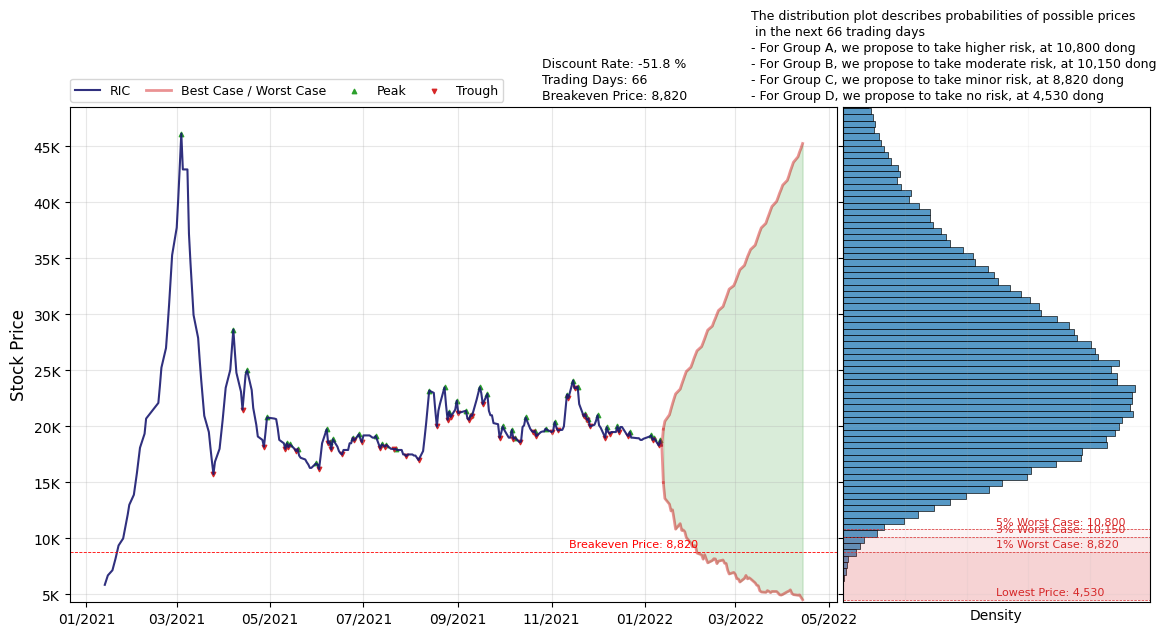 The distribution plot describes probabilities of possible prices
in the next 66 trading days
- For Group A, we propose to take higher risk, at 10,800 dong
- For Group B, we propose to take moderate risk, at 10,150 dong
- For Group C, we propose to take minor risk, at 8,820 dong
- For Group D, we propose to take no risk, at 4,530 dong
Discount Rate: -51.8 %
Trading Days: 66
Breakeven Price: 8,820
RIC
Best Case / Worst Case
Peak
Trough
Stock Price
45K
40K
35K
30K
25K
20K
15K
10K
5K
Breakeven Price: 8,820
01/2021
03/2021
05/2021
07/2021
09/2021
11/2021
01/2022
03/2022
05/2022
5% Worst Case: 10,800
3% Worst Case: 10,150
1% Worst Case: 8,820
Lowest Price: 4,530
Density